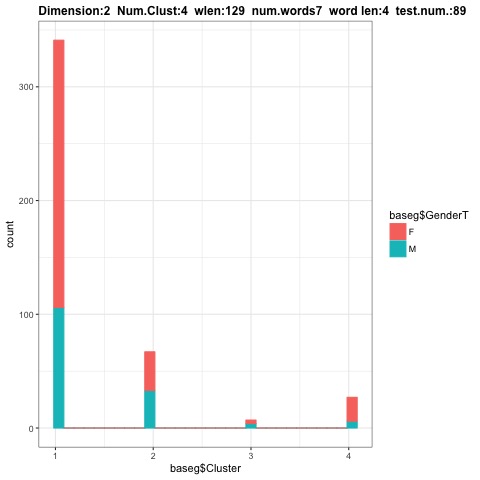 Dimension:2 Num.Clust:4 wlen:129 num.words7 word len:4 test.num.:89
300
200
100
0
count
1 2 3 4
baseg$Cluster
baseg$GenderT
F
M